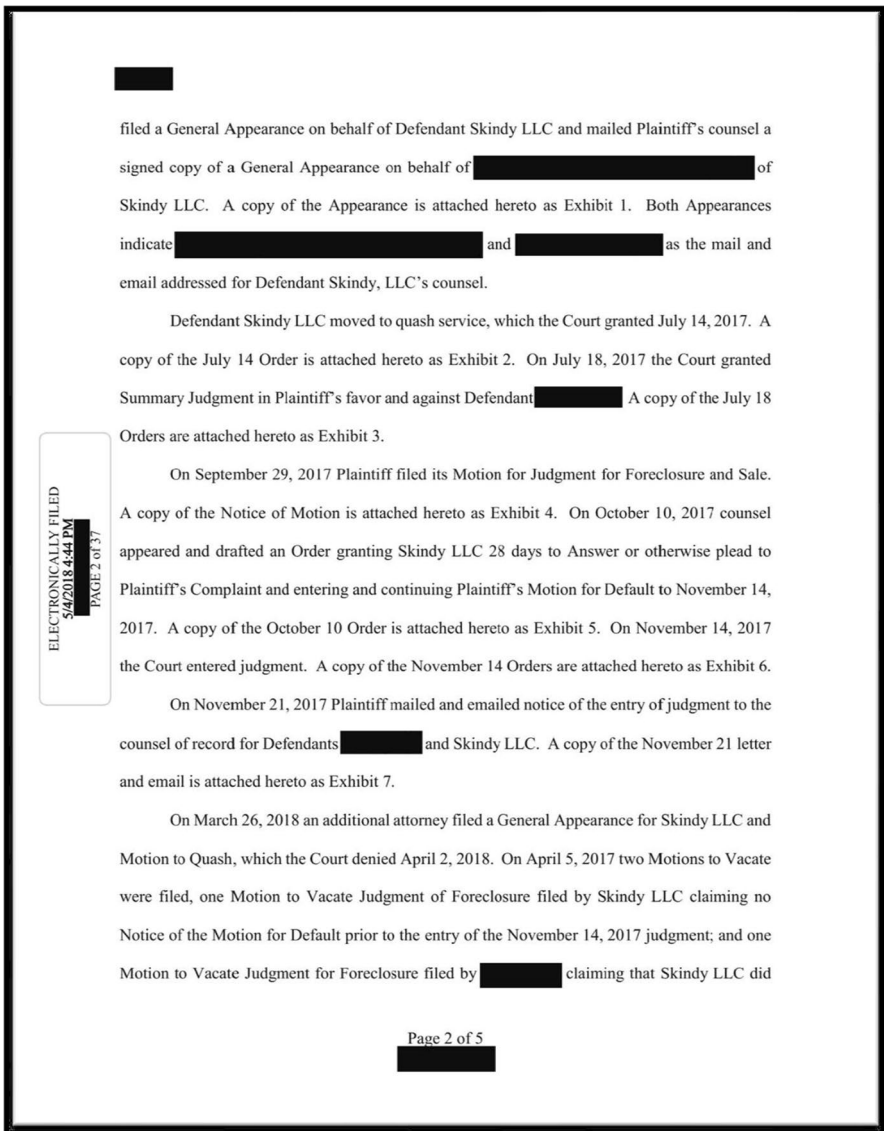 filed a General Appearance on behalf of Defendant Skindy LLC and mailed Plaintiff's counsel a
signed copy of a General Appearance on behalf of of
Skindy LLC. A copy of the Appearance is attached hereto as Exhibit 1. Both Appearances
indicate and as the mail and
email addressed for Defendant Skindy, LLC's counsel.
Defendant Skindy LLC moved to quash service, which the Court granted July 14, 2017. A
copy of the July 14 Order is attached hereto as Exhibit 2. On July 18, 2017 the Court granted
Summary Judgment in Plaintiff's favor and against Defendant A copy of the July 18
Orders are attached hereto as Exhibit 3.
On September 29, 2017 Plaintiff filed its Motion for Judgment for Foreclosure and Sale.
A copy of the Notice of Motion is attached hereto as Exhibit 4. On October 10, 2017 counsel
appeared and drafted an Order granting Skindy LLC 28 days to Answer or otherwise plead to
Plaintiff's Complaint and entering and continuing Plaintiff's Motion for Default to November 14,
2017. A copy of the October 10 Order is attached hereto as Exhibit 5. On November 14, 2017
the Court entered judgment. A copy of the November 14 Orders are attached hereto as Exhibit 6.
On November 21, 2017 Plaintiff mailed and emailed notice of the entry of judgment to the
counsel of record for Defendants and Skindy LLC. A copy of the November 21 letter
and email is attached hereto as Exhibit 7.
On March 26, 2018 an additional attorney filed a General Appearance for Skindy LLC and
Motion to Quash, which the Court denied April 2, 2018. On April 5, 2017 two Motions to Vacate
were filed, one Motion to Vacate Judgment of Foreclosure filed by Skindy LLC claiming no
Notice of the Motion for Default prior to the entry of the November 14, 2017 judgment; and one
Motion to Vacate Judgment for Foreclosure filed by claiming that Skindy LLC did
Page 2 of 5
ELECTRONICALLY FILED
5/4/2018 4:44 PM
PAGE 2 of 37